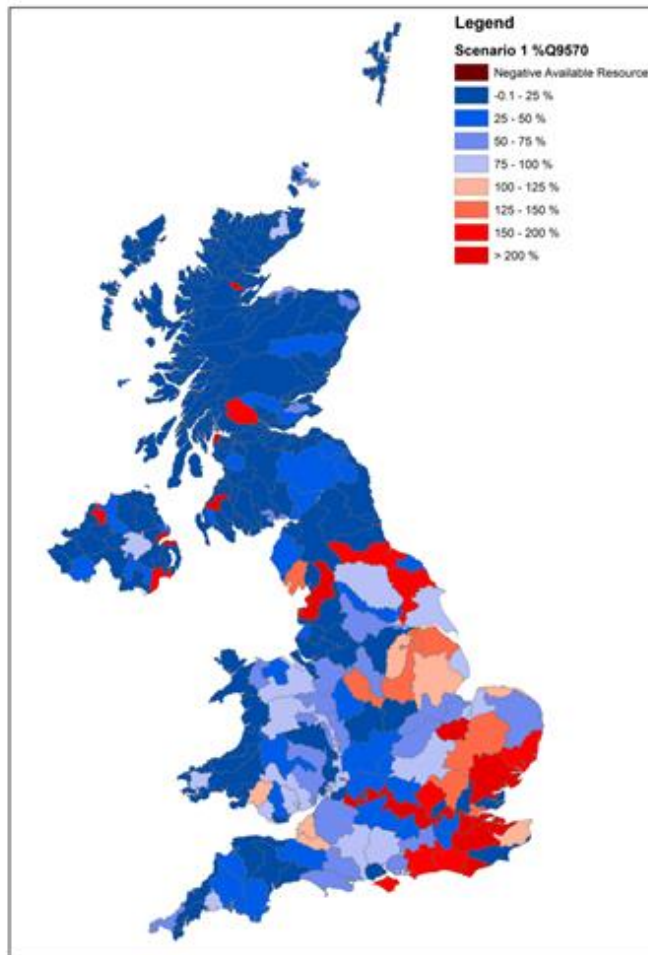 Legend
Scenario 1 %Q9570
Negative Available Resource
-0.1 - 25 %
25 - 50 %
50 - 75 %
75 - 100 %
100 - 125 %
125 - 150 %
150 - 200 %
> 200 %